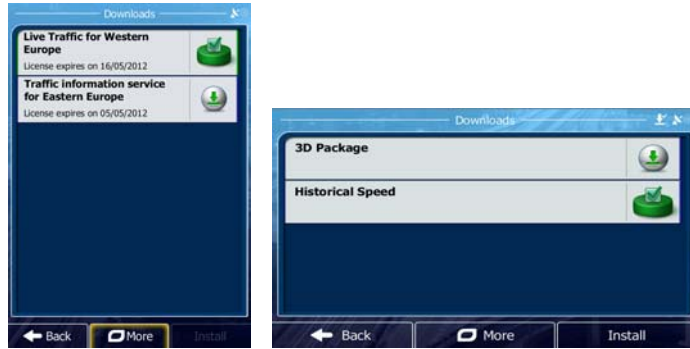 Downloads
Live Traffic for Western
Europe
License expires on 16/05/2012
Traffic information service
for Eastern Europe
License expires on 05/05/2012
Back
More
Install
Downloads
3D Package
Historical Speed
Back
More
Install